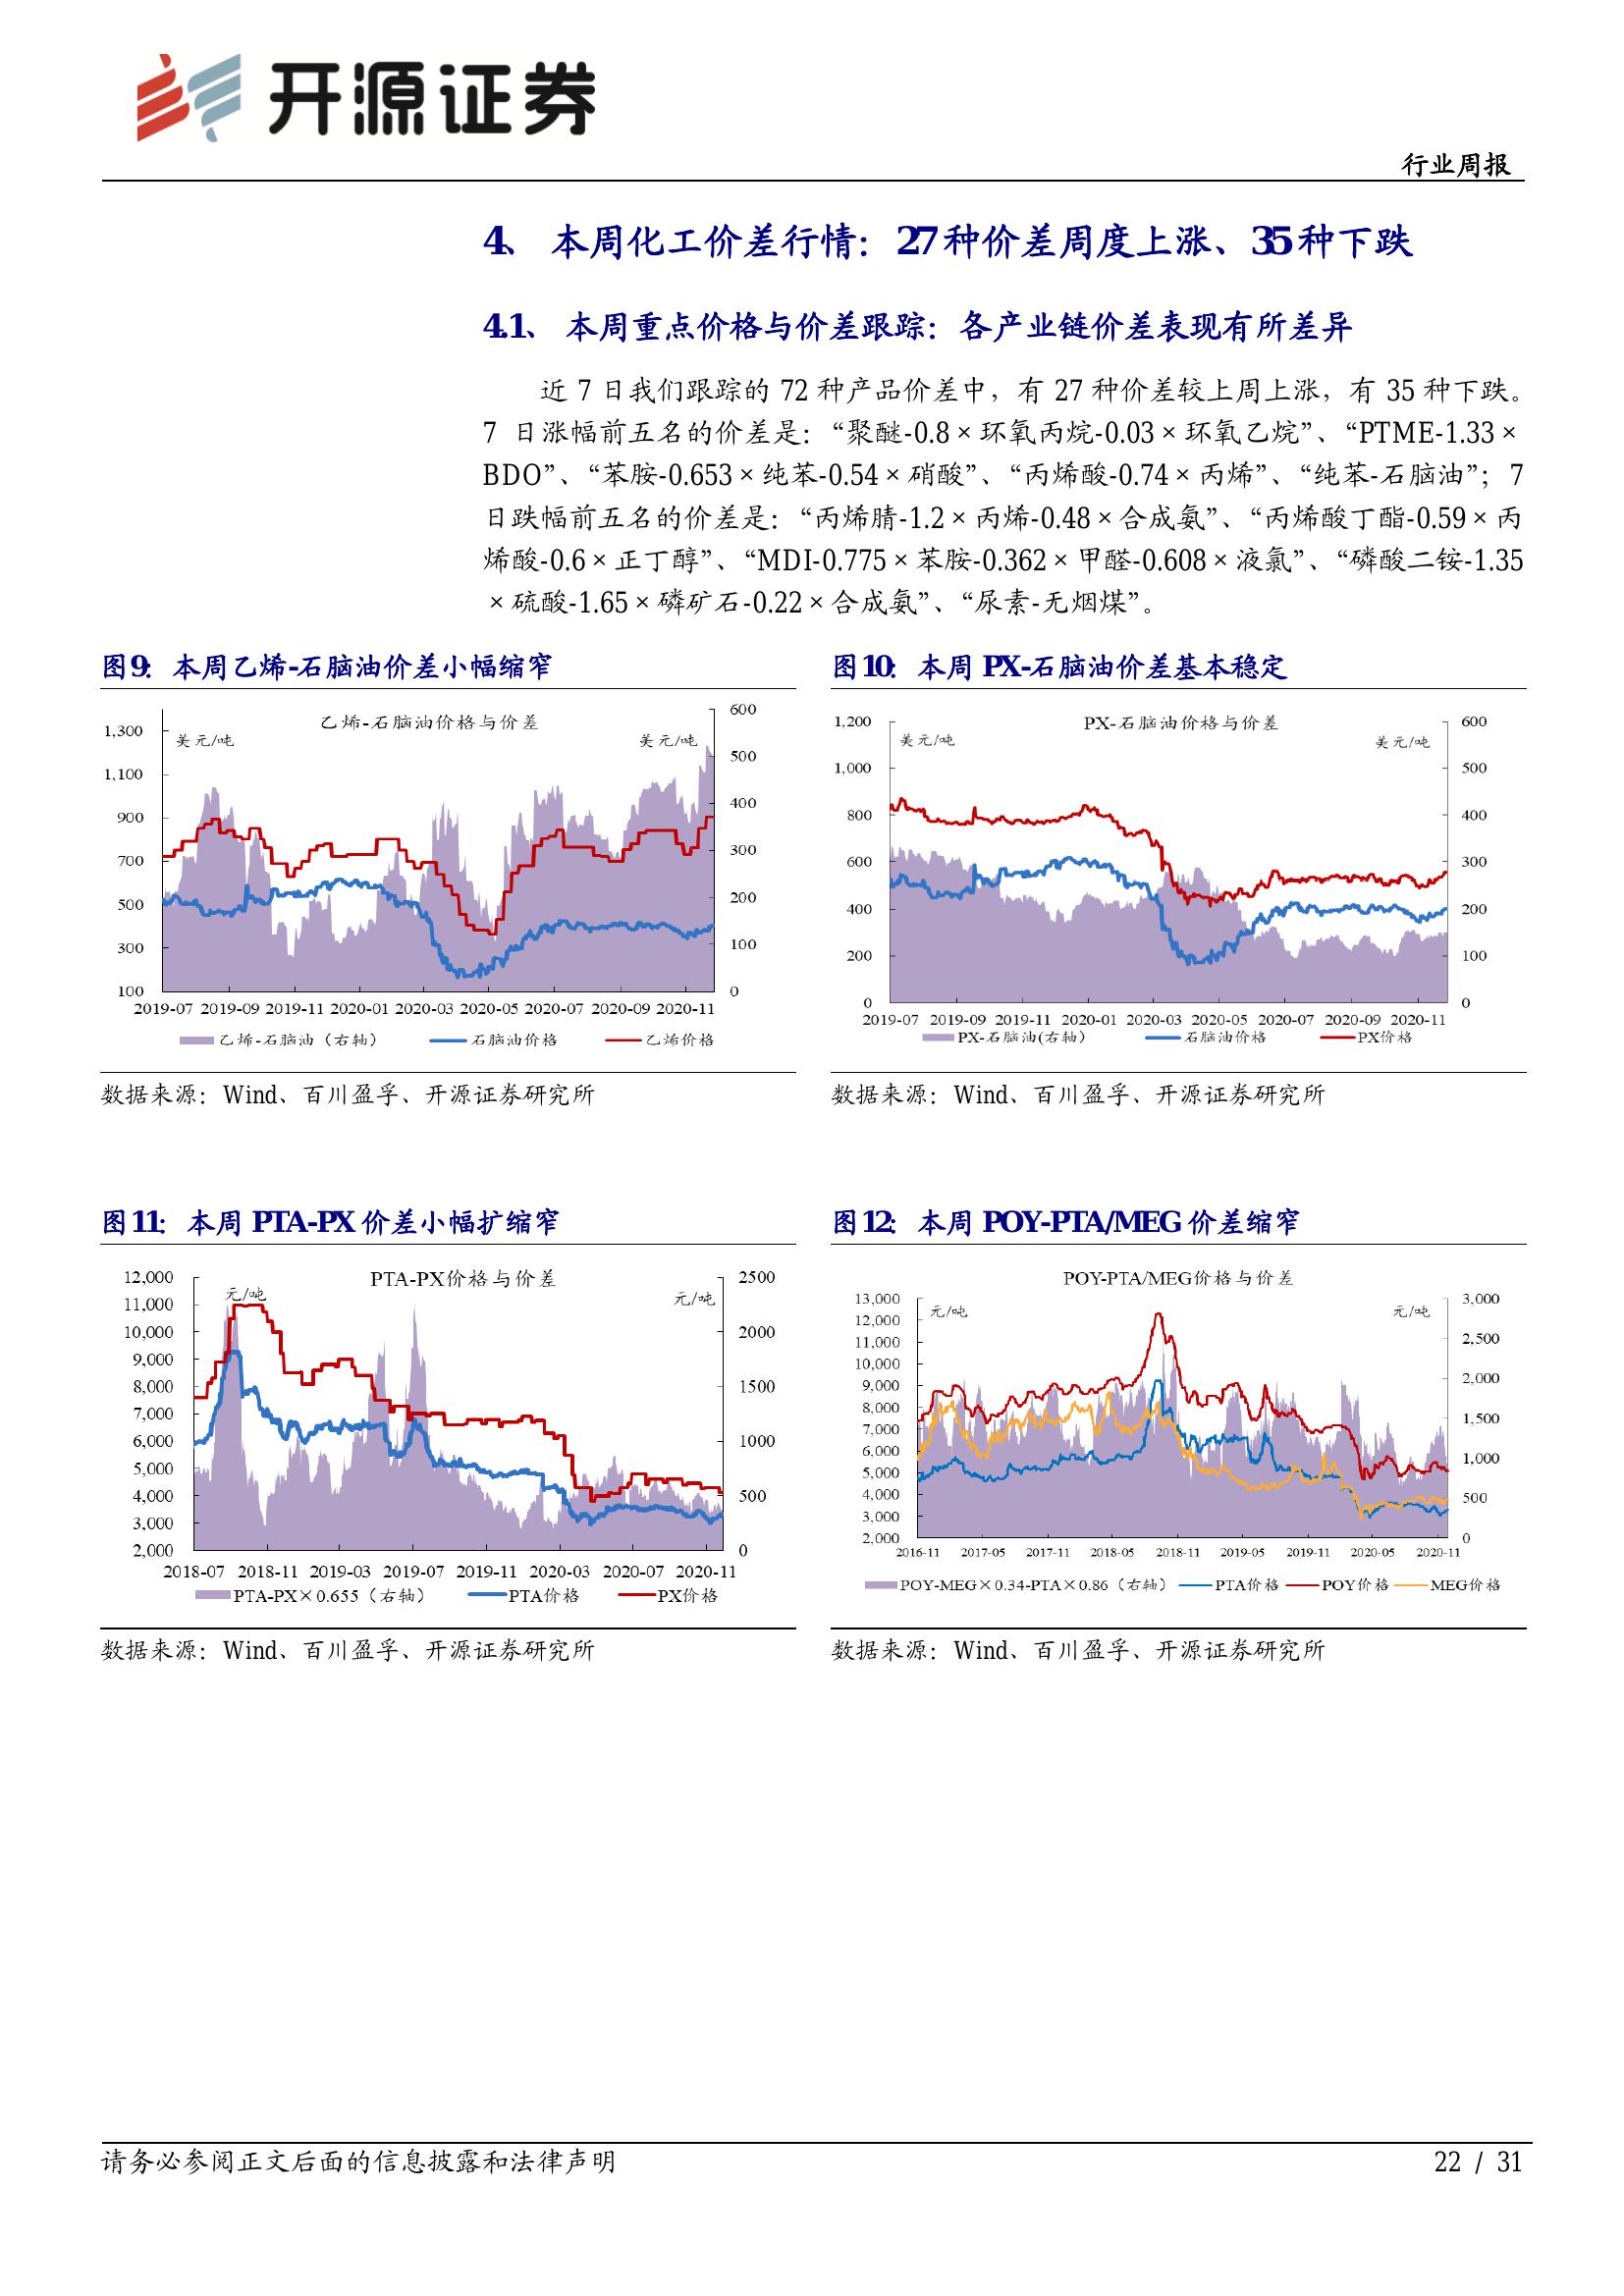 开源证券
行业周报
4、 本周化工价差行情：27种价差周度上涨、35种下跌
4.1、 本周重点价格与价差跟踪：各产业链价差表现有所差异
近 7 日我们跟踪的 72 种产品价差中，有 27 种价差较上周上涨，有 35 种下跌。
7 日涨幅前五名的价差是：“聚醚-0.8×环氧丙烷-0.03×环氧乙烷”、“PTME-1.33×
BDO”、“苯胺-0.653×纯苯-0.54×硝酸”、“丙烯酸-0.74×丙烯”、“纯苯-石脑油”；7
日跌幅前五名的价差是：“丙烯腈-1.2×丙烯-0.48×合成氨”、“丙烯酸丁酯-0.59×丙
烯酸-0.6×正丁醇”、“MDI-0.775×苯胺-0.362×甲醛-0.608×液氯”、“磷酸二铵-1.35
×硫酸-1.65×磷矿石-0.22×合成氨”、“尿素-无烟煤”。
图9：本周乙烯-石脑油价差小幅缩窄
乙烯-石脑油价格与价差
美元/吨 美元/吨
1,300
1,100
900
700
500
300
100
600
500
400
300
200
100
0
2019-07 2019-09 2019-11 2020-01 2020-03 2020-05 2020-07 2020-09 2020-11
乙烯-石脑油（右轴） 石脑油价格 乙烯价格
数据来源：Wind、百川盈孚、开源证券研究所
图10：本周 PX-石脑油价差基本稳定
PX-石脑油价格与价差
美元/吨 美元/吨
1,200
1,000
800
600
400
200
0
600
500
400
300
200
100
0
2019-07 2019-09 2019-11 2020-01 2020-03 2020-05 2020-07 2020-09 2020-11
PX-石脑油(右轴) 石脑油价格 PX价格
数据来源：Wind、百川盈孚、开源证券研究所
图11：本周 PTA-PX 价差小幅扩缩窄
PTA-PX价格与价差
元/吨 元/吨
12,000
11,000
10,000
9,000
8,000
7,000
6,000
5,000
4,000
3,000
2,000
2500
2000
1500
1000
500
0
2018-07 2018-11 2019-03 2019-07 2019-11 2020-03 2020-07 2020-11
PTA-PX×0.655（右轴） PTA价格 PX价格
数据来源：Wind、百川盈孚、开源证券研究所
图12：本周 POY-PTA/MEG 价差缩窄
POY-PTA/MEG价格与价差
元/吨 元/吨
13,000
12,000
11,000
10,000
9,000
8,000
7,000
6,000
5,000
4,000
3,000
2,000
3,000
2,500
2,000
1,500
1,000
500
0
2016-11 2017-05 2017-11 2018-05 2018-11 2019-05 2019-11 2020-05 2020-11
POY-MEG×0.34-PTA×0.86（右轴） PTA价格 POY价格 MEG价格
数据来源：Wind、百川盈孚、开源证券研究所
请务必参阅正文后面的信息披露和法律声明
22 / 31